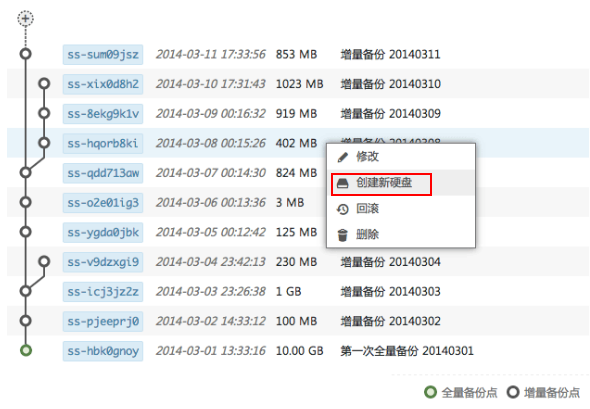 ss-sum09jsz 2014-03-11 17:33:56 853 MB 增量备份 20140311
ss-xix0d8h2 2014-03-10 17:31:43 1023 MB 增量备份 20140310
ss-8ekg9k1v 2014-03-09 00:16:32 919 MB 增量备份 20140309
ss-hqorb8ki 2014-03-08 00:15:26 402 MB 增量备份 20140308
ss-qdd713aw 2014-03-07 00:14:30 824 MB
ss-o2e01ig3 2014-03-06 00:13:36 3 MB
ss-ygda0jbk 2014-03-05 00:12:42 125 MB
修改
创建新硬盘
回滚
删除
ss-v9dzxgi9 2014-03-04 23:42:13 230 MB 增量备份 20140304
ss-icj3jz2z 2014-03-03 23:26:38 1 GB 增量备份 20140303
ss-pjeeprj0 2014-03-02 14:33:12 100 MB 增量备份 20140302
ss-hbk0gnoy 2014-03-01 13:33:16 10.00 GB 第一次全量备份 20140301
全量备份点 增量备份点